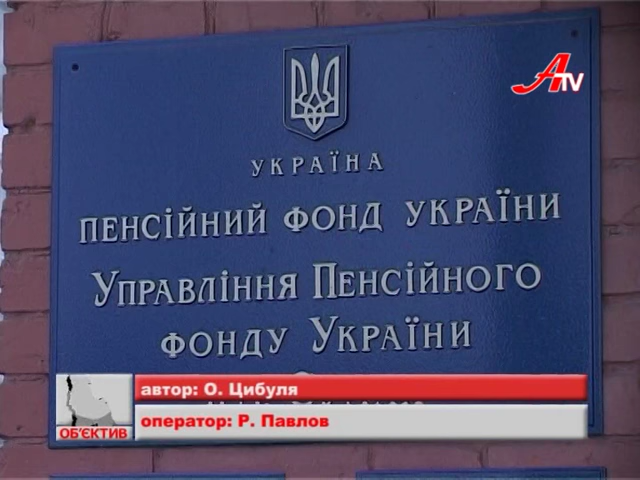 ATV
УКРАЇНА
ПЕНСІЙНИЙ ФОНД УКРАЇНИ
УПРАВЛІННЯ ПЕНСІЙНОГО
ФОНДУ УКРАЇНИ
автор: О. Цибуля
оператор: Р. Павлов
ОБ'ЄКТИВ